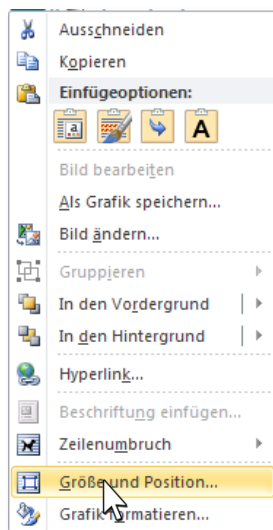 Ausschneiden
Kopieren
Einfügeoptionen:
a
A
Bild bearbeiten
Als Grafik speichern...
Bild ändern...
Gruppieren
In den Vordergrund
In den Hintergrund
Hyperlink...
Beschriftung einfügen...
Zeilenumbruch
Größe und Position...
Grafik formatieren...